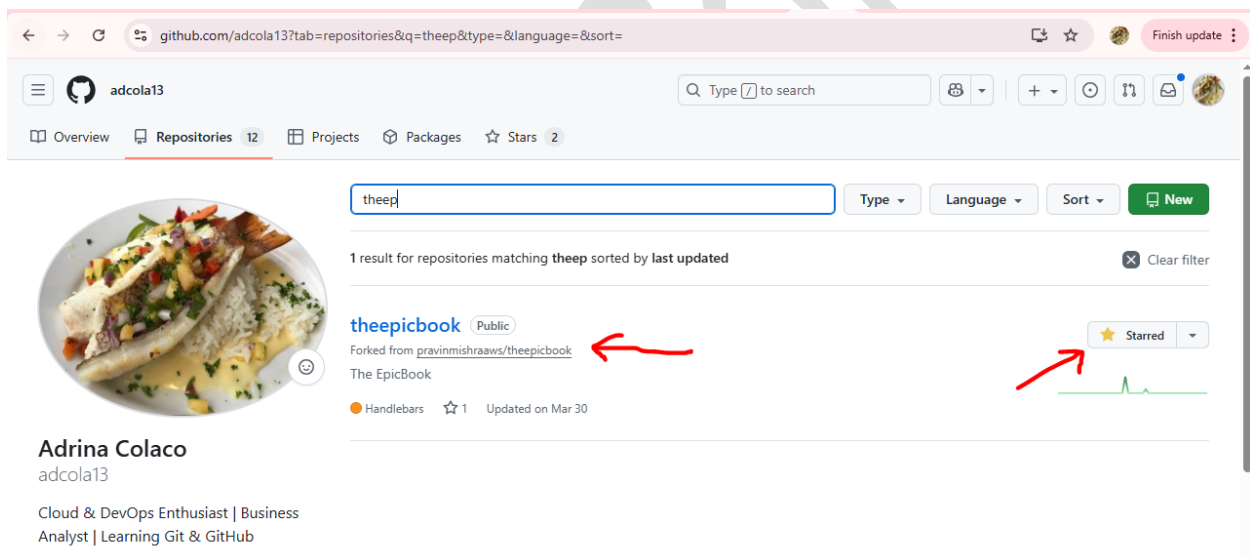 github.com/adcola13?tab=repositories&q=theep&type=&language=&sort=
Finish update
adcola13
Type / to search
Overview Repositories 12 Projects Packages Stars 2
theep
Type Language Sort New
1 result for repositories matching theep sorted by last updated
Clear filter
theepicbook Public
Starred
Forked from pravinmishraaws/theepicbook
The EpicBook
Handlebars 1 Updated on Mar 30
Adrina Colaco
adcola13
Cloud & DevOps Enthusiast | Business
Analyst | Learning Git & GitHub